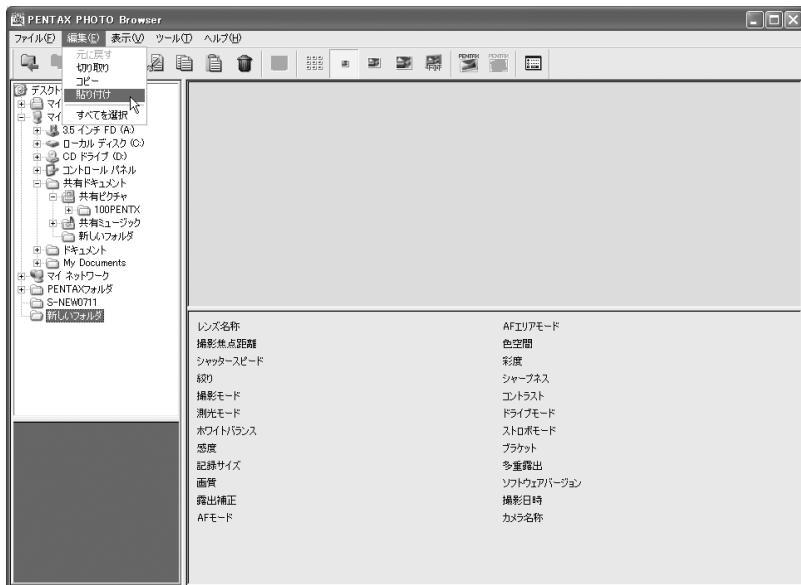 PENTAX PHOTO Browser
ファイル(F) 編集(E) 表示(V) ツール(T) ヘルプ(H)
元に戻す
切り取り
コピー
貼り付け
すべてを選択
デスクト
マイ
マイ
3.5 インチ FD (A:)
ローカル ディスク (C:)
CD ドライブ (D:)
コントロール パネル
共有ドキュメント
共有ピクチャ
100PENTX
共有ミュージック
新しいフォルダ
ドキュメント
My Documents
マイ ネットワーク
PENTAXフォルダ
S-NEW0711
新しいフォルダ
レンズ名称
撮影焦点距離
シャッタースピード
絞り
撮影モード
測光モード
ホワイトバランス
感度
記録サイズ
画質
露出補正
AFモード
AFエリアモード
色空間
彩度
シャープネス
コントラスト
ドライブモード
ストロボモード
ブラケット
多重露出
ソフトウェアバージョン
撮影日時
カメラ名称